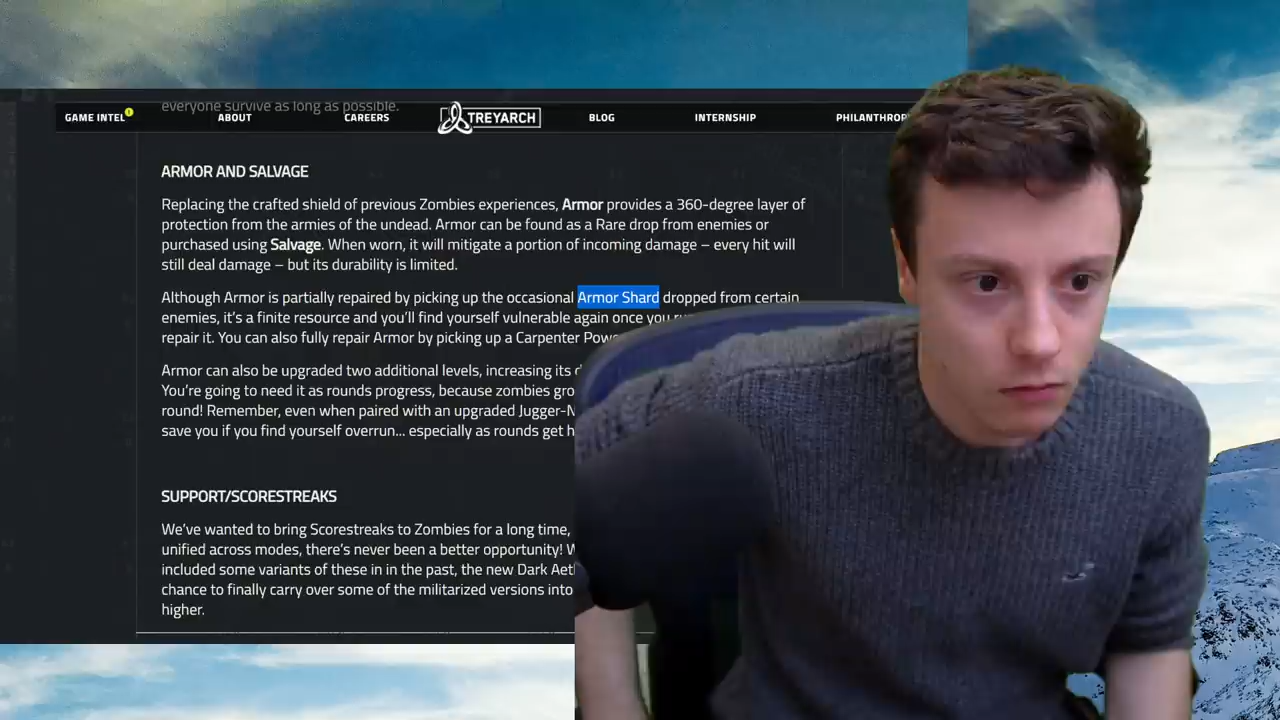 everyone survive as long as possible.
GAME INTEL 1 ABOUT CAREERS TREYARCH BLOG INTERNSHIP
ARMOR AND SALVAGE
Replacing the crafted shield of previous Zombies experiences, Armor provides a 360-degree layer of
protection from the armies of the undead. Armor can be found as a Rare drop from enemies or
purchased using Salvage. When worn, it will mitigate a portion of incoming damage – every hit will
still deal damage – but its durability is limited.
Although Armor is partially repaired by picking up the occasional Armor Shard dropped from certain
enemies, it's a finite resource and you'll find yourself vulnerable again once you
repair it. You can also fully repair Armor by picking up a Carpenter
Armor can also be upgraded two additional levels, increasing its
You're going to need it as rounds progress, because zombies
round! Remember, even when paired with an upgraded
save you if you find yourself overrun... especially as rounds get
SUPPORT/SCORESTREAKS
We've wanted to bring Scorestreaks to Zombies for a long time,
unified across modes, there's never been a better opportunity!
included some variants of these in in the past, the new Dark
chance to finally carry over some of the militarized versions into
higher.